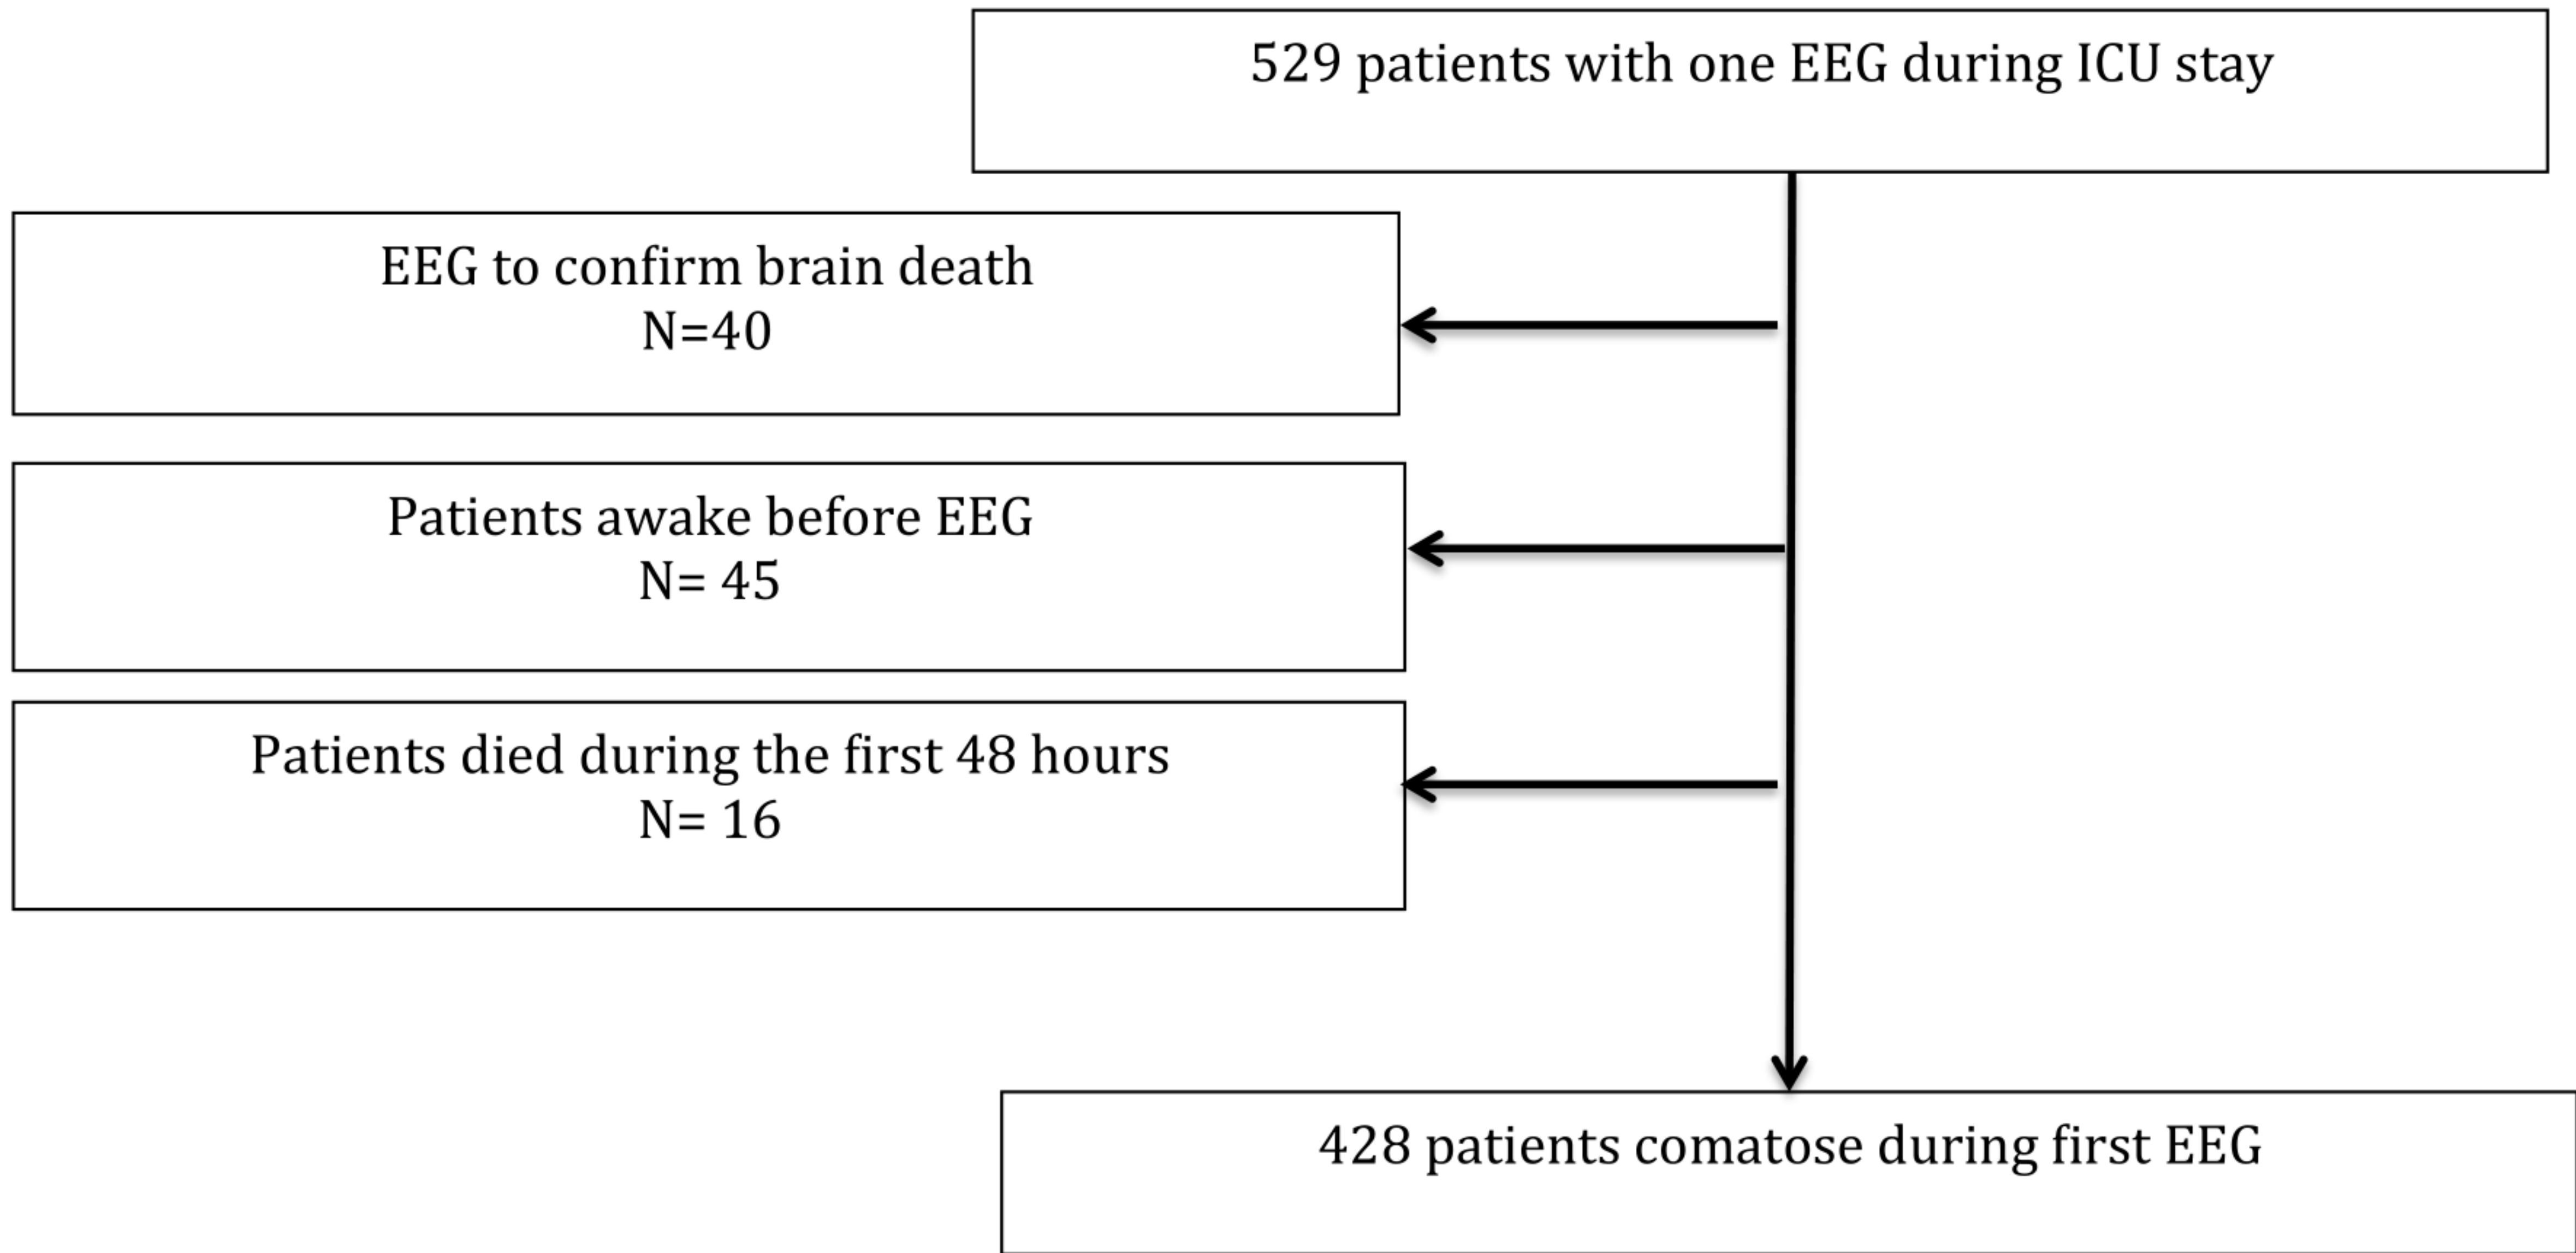 529 patients with one EEG during ICU stay
EEG to confirm brain death
N=40
Patients awake before EEG
N= 45
Patients died during the first 48 hours
N= 16
428 patients comatose during first EEG